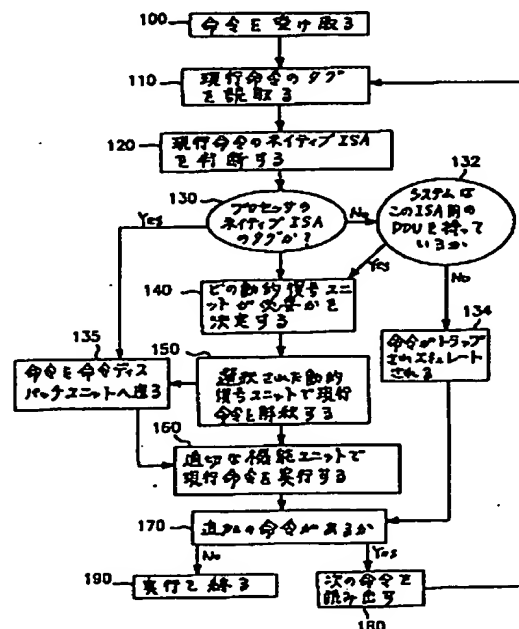 100
命令を受け取る
110
現行命令のタグ
を読取る
120
現行命令のネイティブISA
を判断する
130
プロセッサの
ネイティブISA
のタグか?
Yes
No
132
システムは
このISA用の
DDUを持って
いるか
Yes
No
140
どの動的復号ユニ
ットが必要かを
決定する
134
命令がトラップ
されエミュレート
される
135
命令を命令ディス
パッチユニットへ送る
150
選択された動的
復号ユニットで現行
命令を解釈する
160
適切な機能ユニットで
現行命令を実行する
170
追加の命令があるか
No
Yes
190
実行を終る
次の命令を
読み出す
180